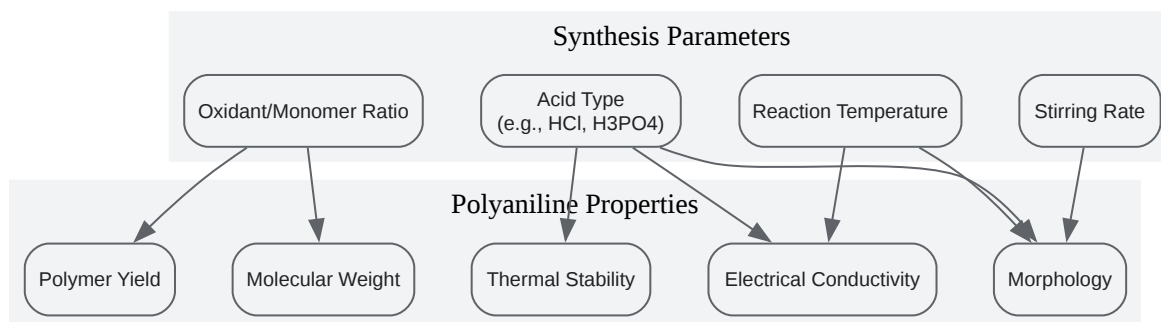 Synthesis Parameters
Oxidant/Monomer Ratio
Acid Type
(e.g., HCl, H3PO4)
Reaction Temperature
Stirring Rate
Polyaniline Properties
Polymer Yield
Molecular Weight
Thermal Stability
Electrical Conductivity
Morphology